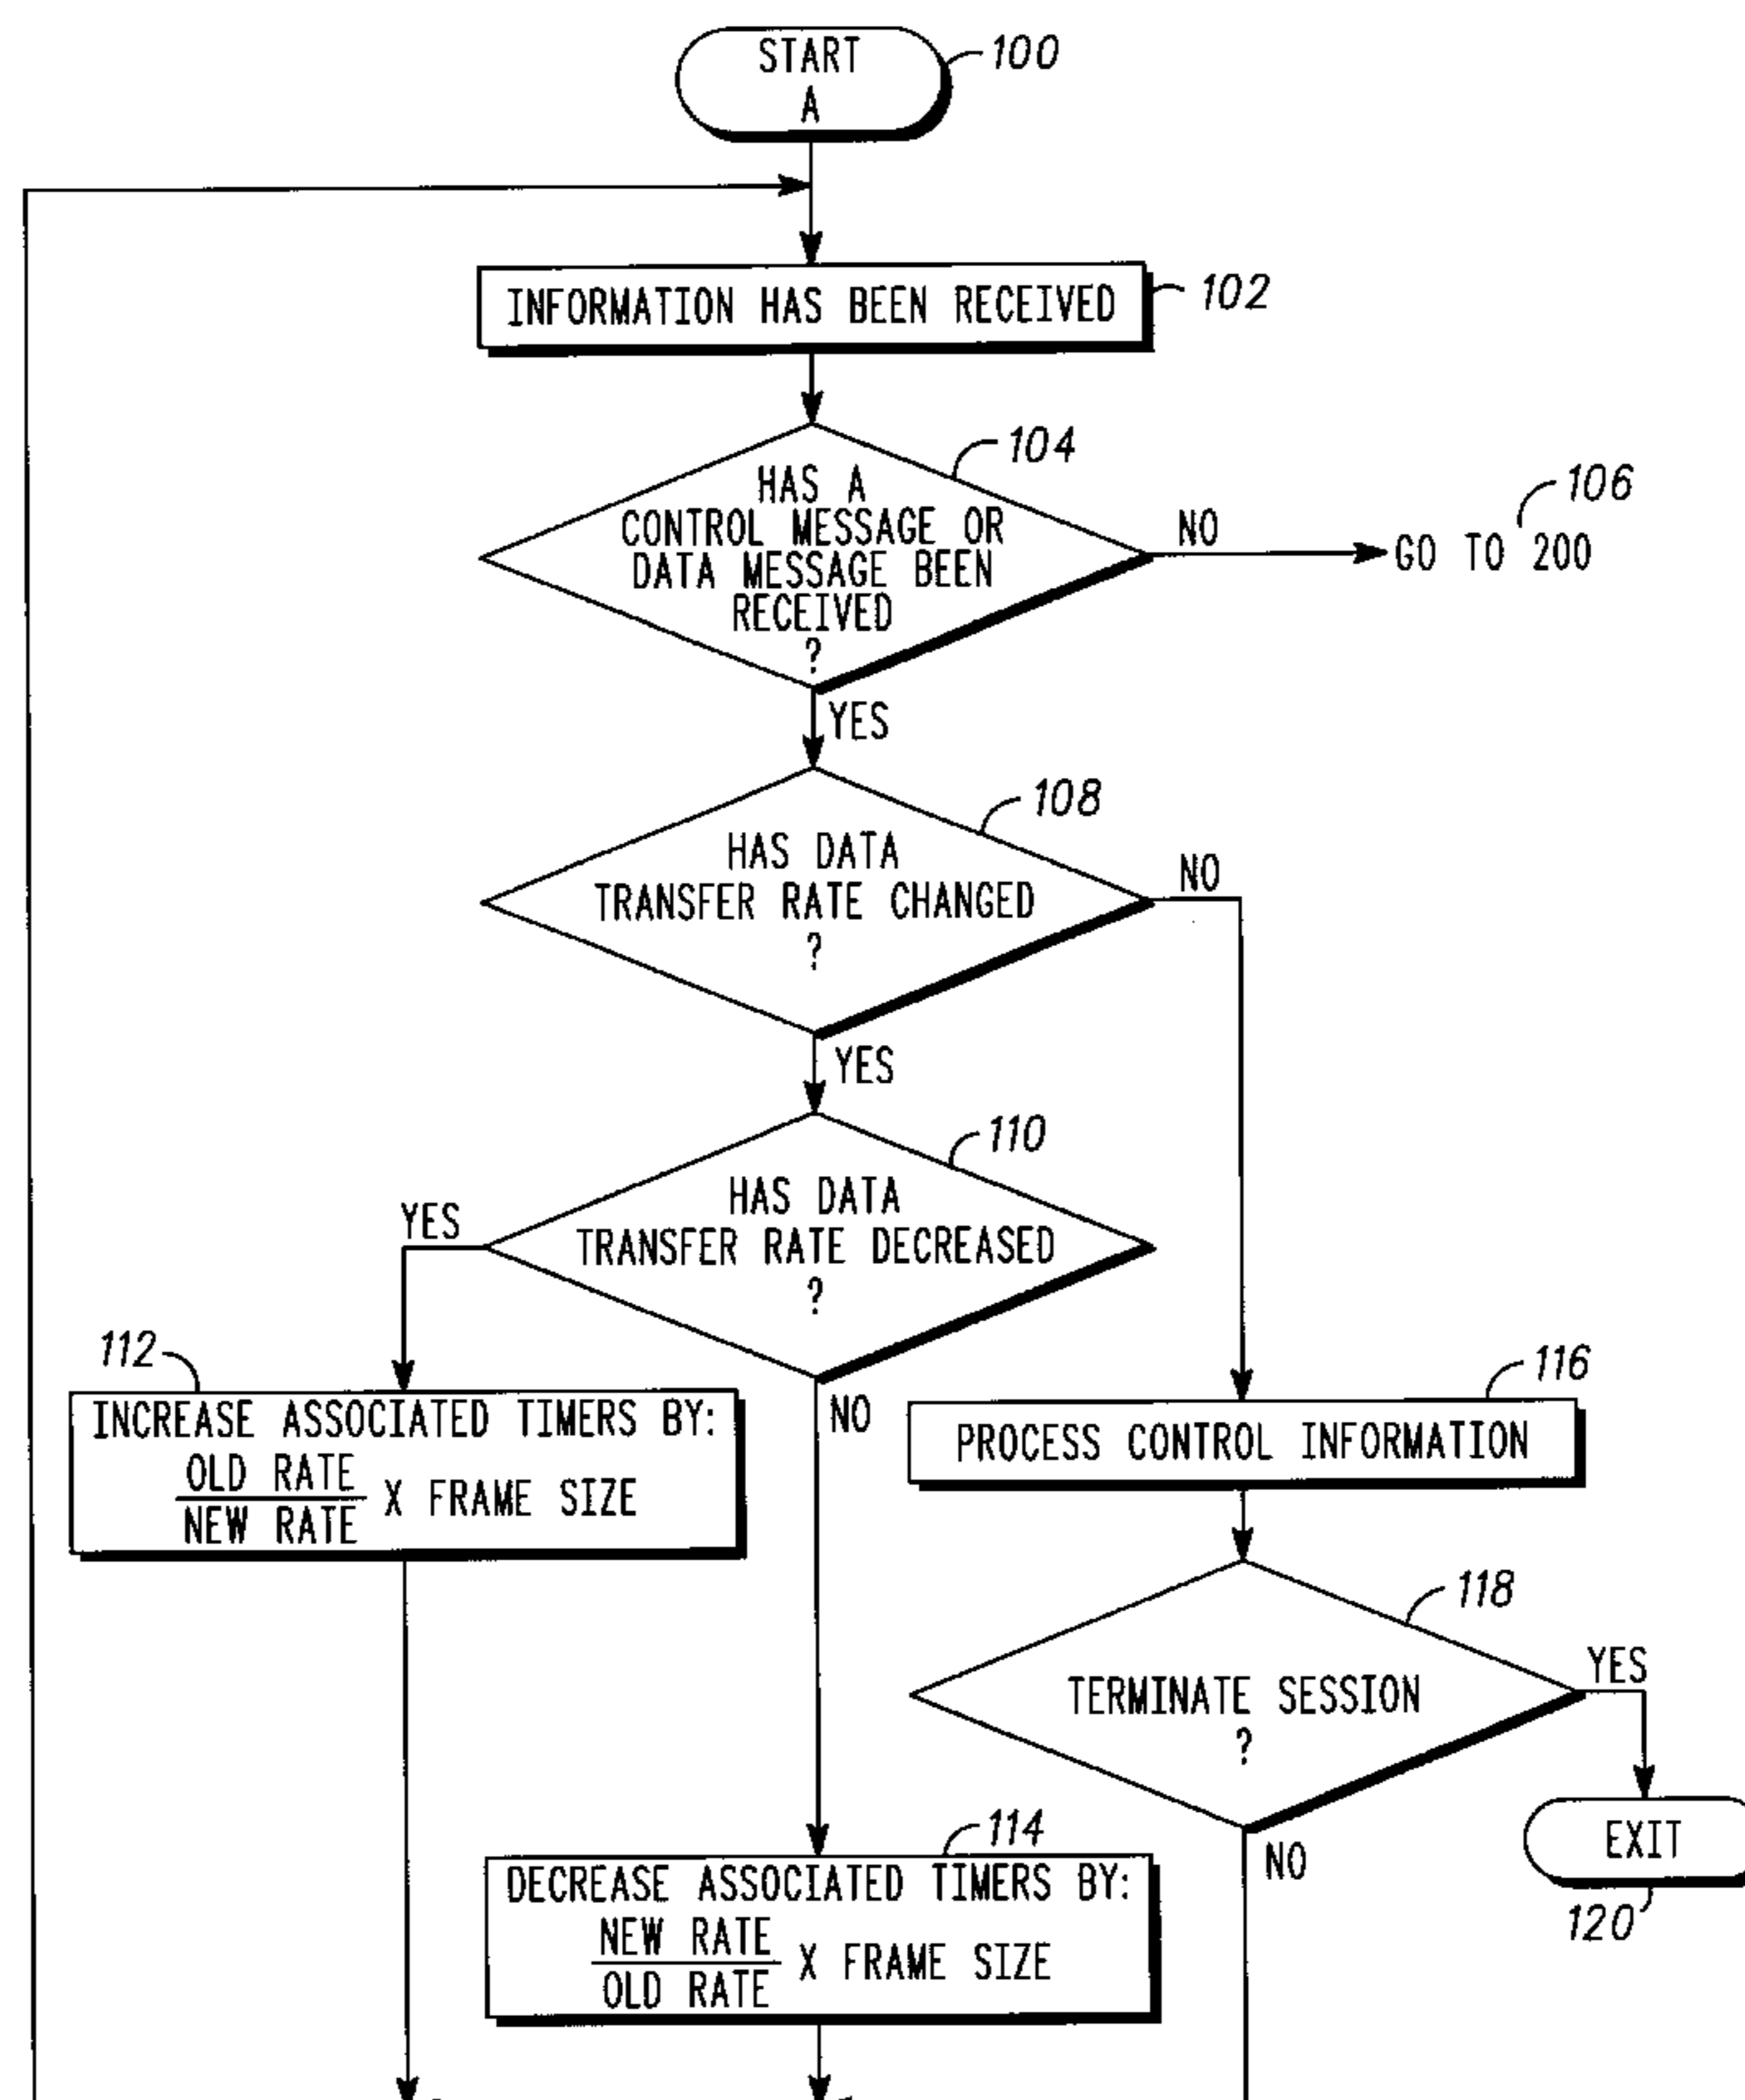 START
A
100
INFORMATION HAS BEEN RECEIVED
102
HAS A
CONTROL MESSAGE OR
DATA MESSAGE BEEN
RECEIVED
?
104
NO
106
GO TO 200
YES
HAS DATA
TRANSFER RATE CHANGED
?
108
NO
YES
HAS DATA
TRANSFER RATE DECREASED
?
110
YES
NO
112
INCREASE ASSOCIATED TIMERS BY:
OLD RATE
NEW RATE
X FRAME SIZE
116
PROCESS CONTROL INFORMATION
118
TERMINATE SESSION
?
YES
NO
EXIT
120
114
DECREASE ASSOCIATED TIMERS BY:
NEW RATE
OLD RATE
X FRAME SIZE